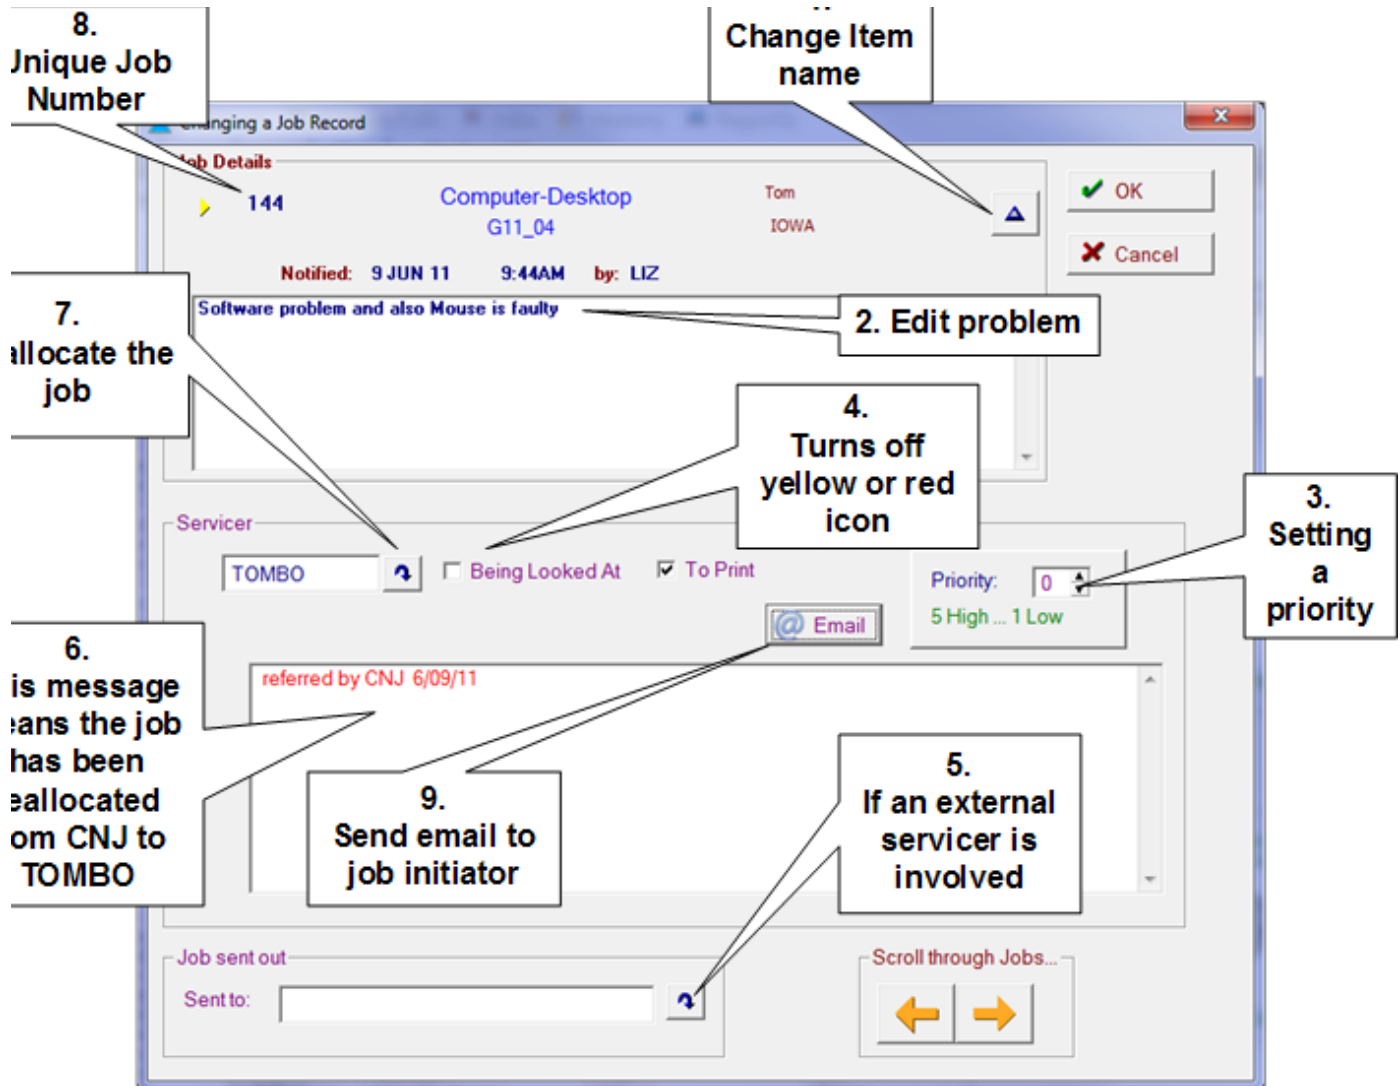 8.
Unique Job
Number
Change Item
name
Changing a Job Record
Job Details
144
Computer-Desktop
Tom
G11_04
IOWA
OK
Cancel
Notified: 9 JUN 11 9:44AM by: LIZ
Software problem and also Mouse is faulty
2. Edit problem
7.
allocate the
job
4.
Turns off
yellow or red
icon
3.
Setting
a
priority
Servicer
TOMBO
Being Looked At
To Print
Priority: 0
5 High ... 1 Low
@ Email
6.
is message
eans the job
has been
eallocated
om CNJ to
TOMBO
referred by CNJ 6/09/11
9.
Send email to
job initiator
5.
If an external
servicer is
involved
Job sent out
Sent to:
Scroll through Jobs...